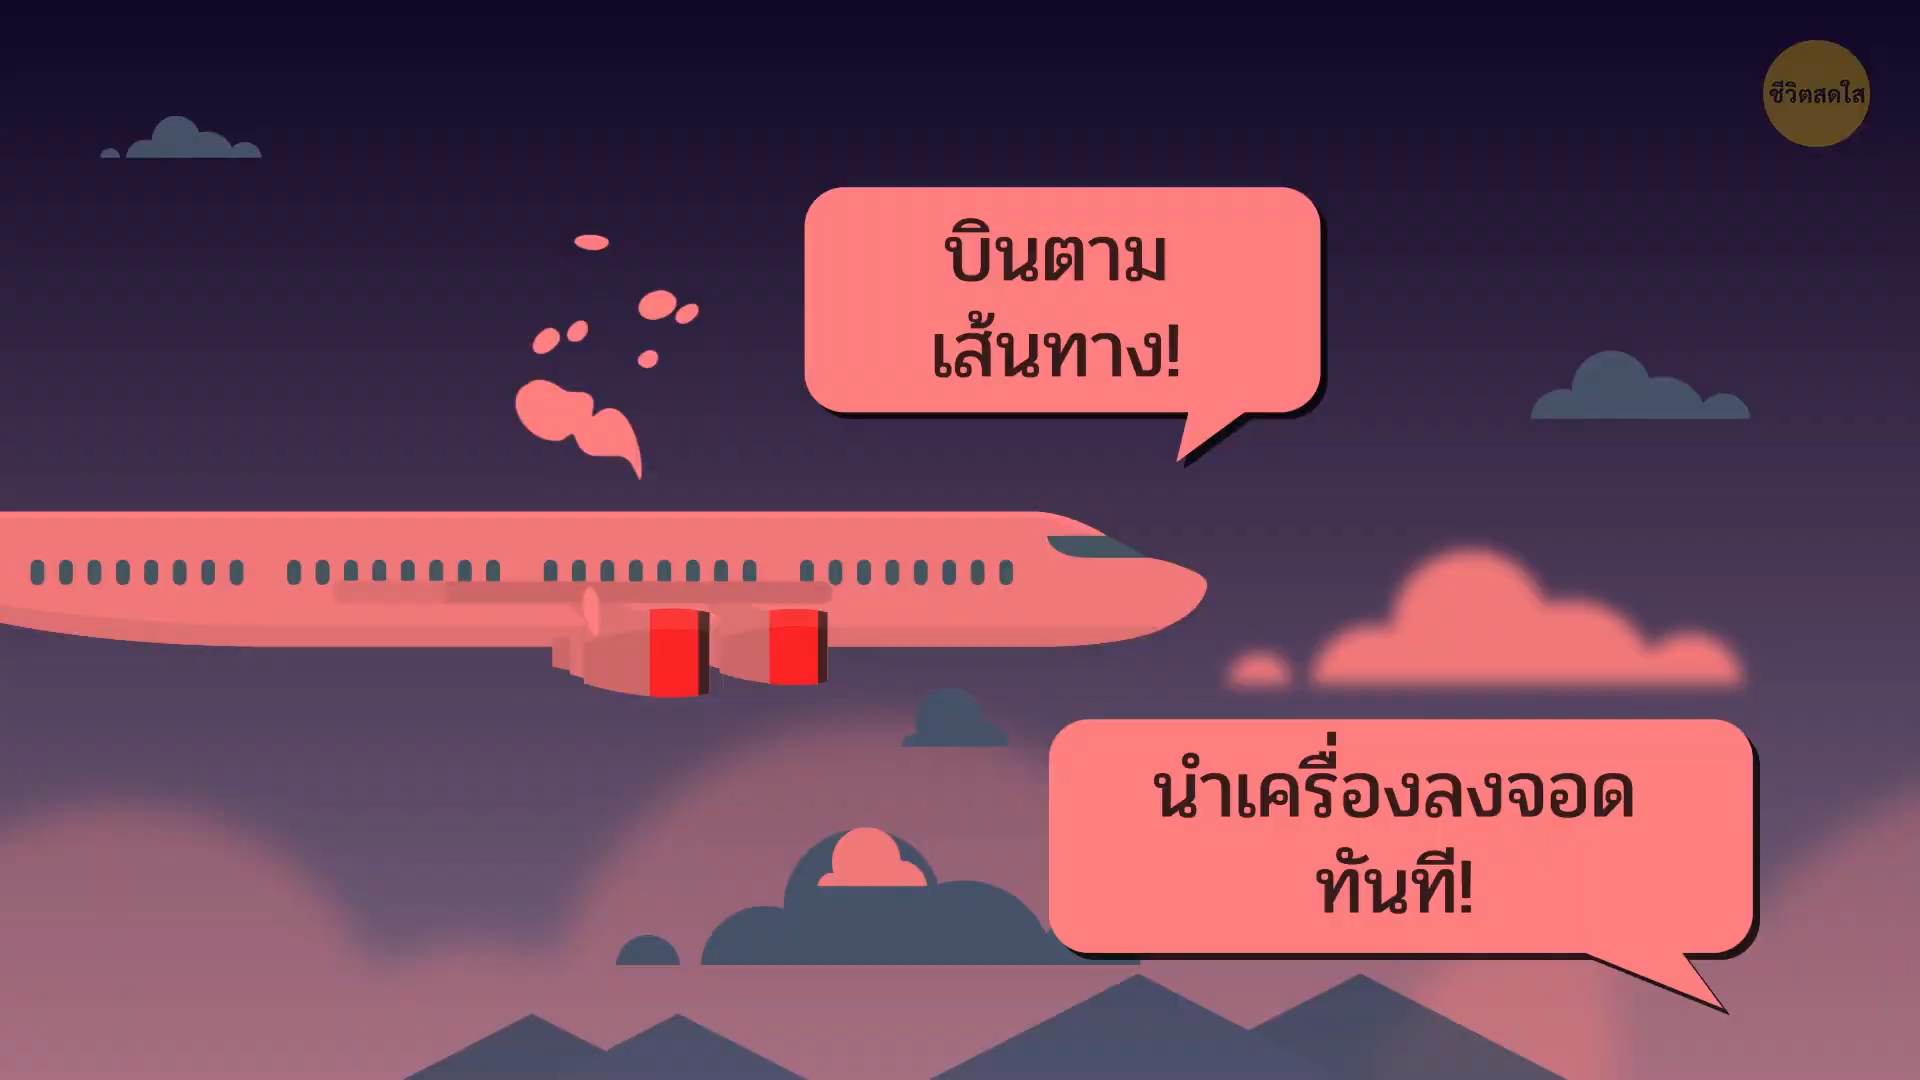 ชีวิตสดใส
บินตาม
เส้นทาง!
นำเครื่องลงจอด
ทันที!